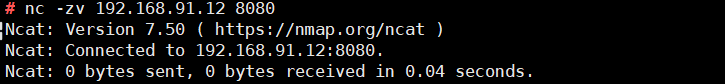 # nc -zv 192.168.91.12 8080
Ncat: Version 7.50 ( https://nmap.org/ncat )
Ncat: Connected to 192.168.91.12:8080.
Ncat: 0 bytes sent, 0 bytes received in 0.04 seconds.